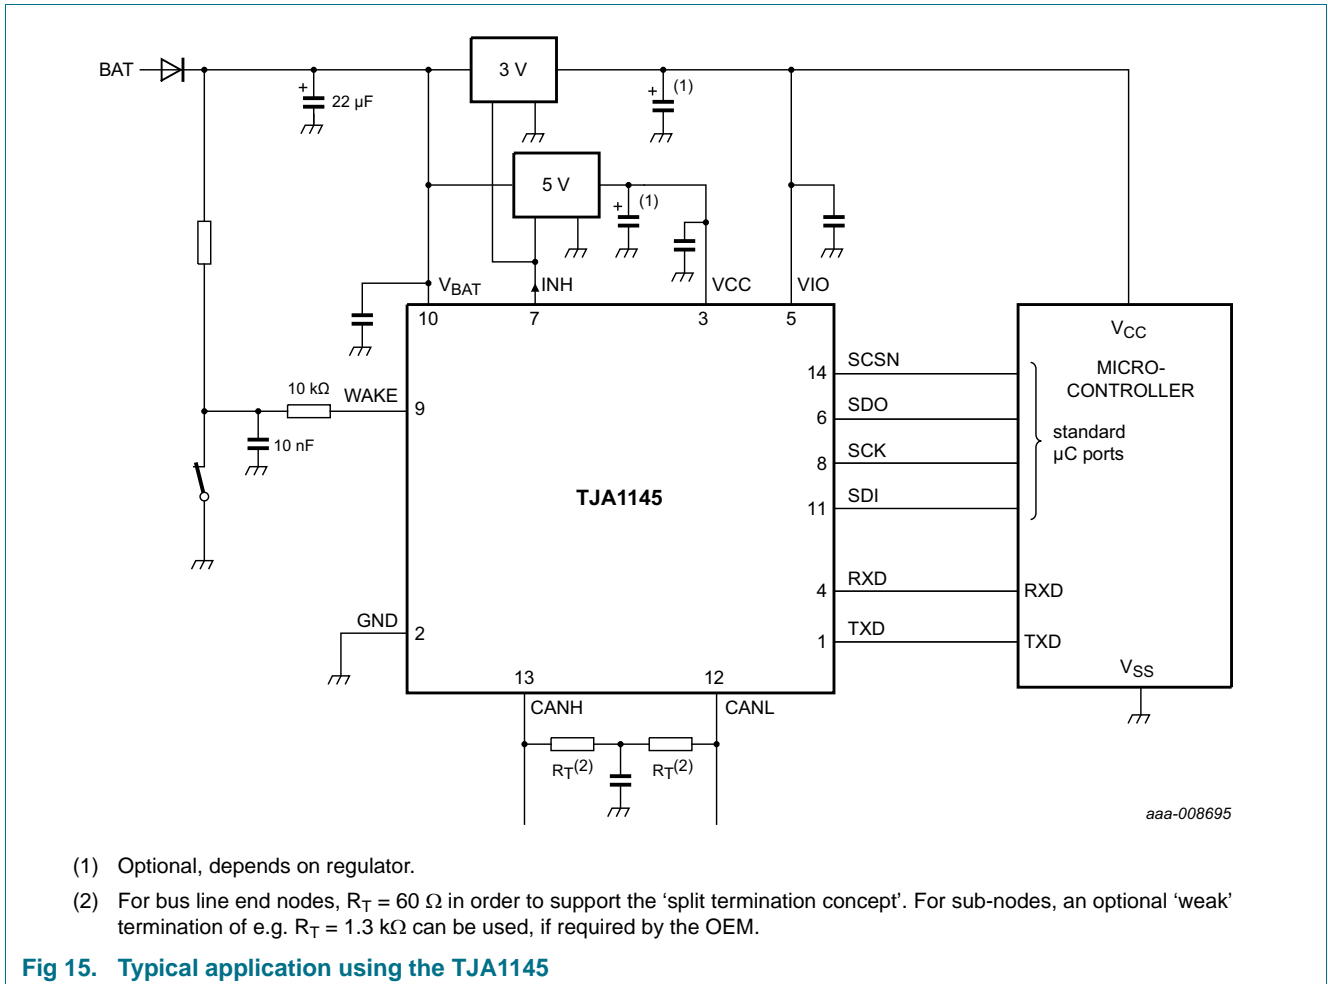 BAT
3 V
(1)
22 µF
5 V
(1)
VBAT
INH
VCC
VIO
10
7
3
5
VCC
MICRO-
CONTROLLER
standard
µC ports
14
SCSN
6
SDO
8
SCK
11
SDI
10 kΩ
WAKE
9
10 nF
TJA1145
4
RXD
RXD
1
TXD
TXD
VSS
GND
2
13
12
CANH
CANL
RT(2)
RT(2)
aaa-008695
(1) Optional, depends on regulator.
(2) For bus line end nodes, RT = 60 Ω in order to support the ‘split termination concept’. For sub-nodes, an optional ‘weak’
termination of e.g. RT = 1.3 kΩ can be used, if required by the OEM.
Fig 15. Typical application using the TJA1145